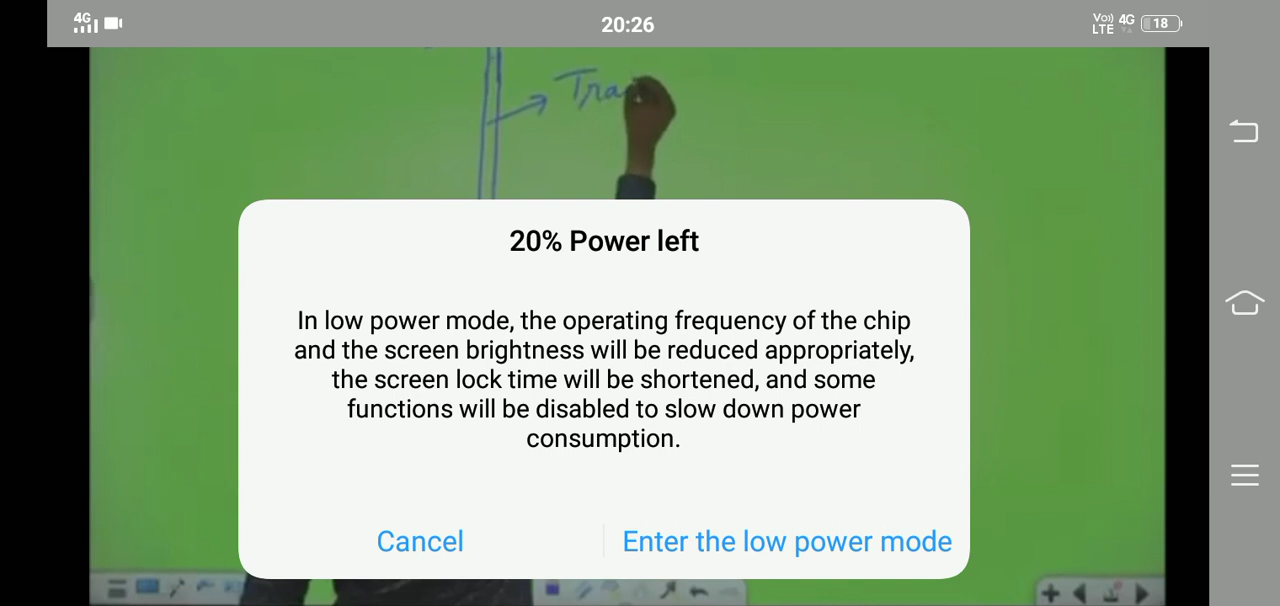 4G
20:26
Vo)) 4G
LTE
18
Tra
20% Power left
In low power mode, the operating frequency of the chip
and the screen brightness will be reduced appropriately,
the screen lock time will be shortened, and some
functions will be disabled to slow down power
consumption.
Cancel
Enter the low power mode